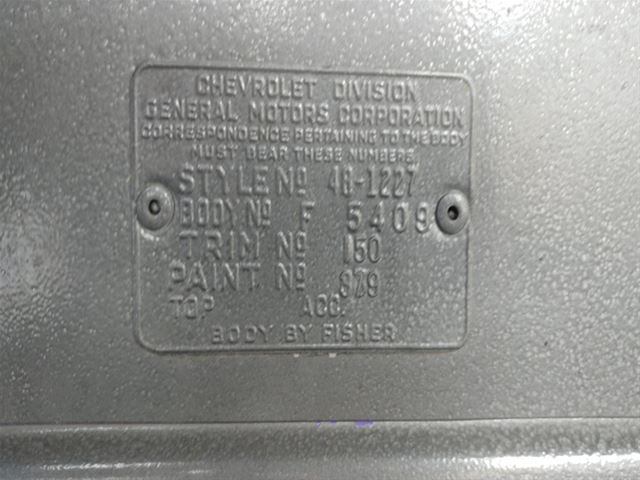 CHEVROLET DIVISION
GENERAL MOTORS CORPORATION
CORRESPONDENCE PERTAINING TO THE BODY
MUST BEAR THESE NUMBERS.
STYLE Nº 48-1227
BODY Nº F 5409
TRIM Nº 150
PAINT Nº 829
TOP ACC.
BODY BY FISHER